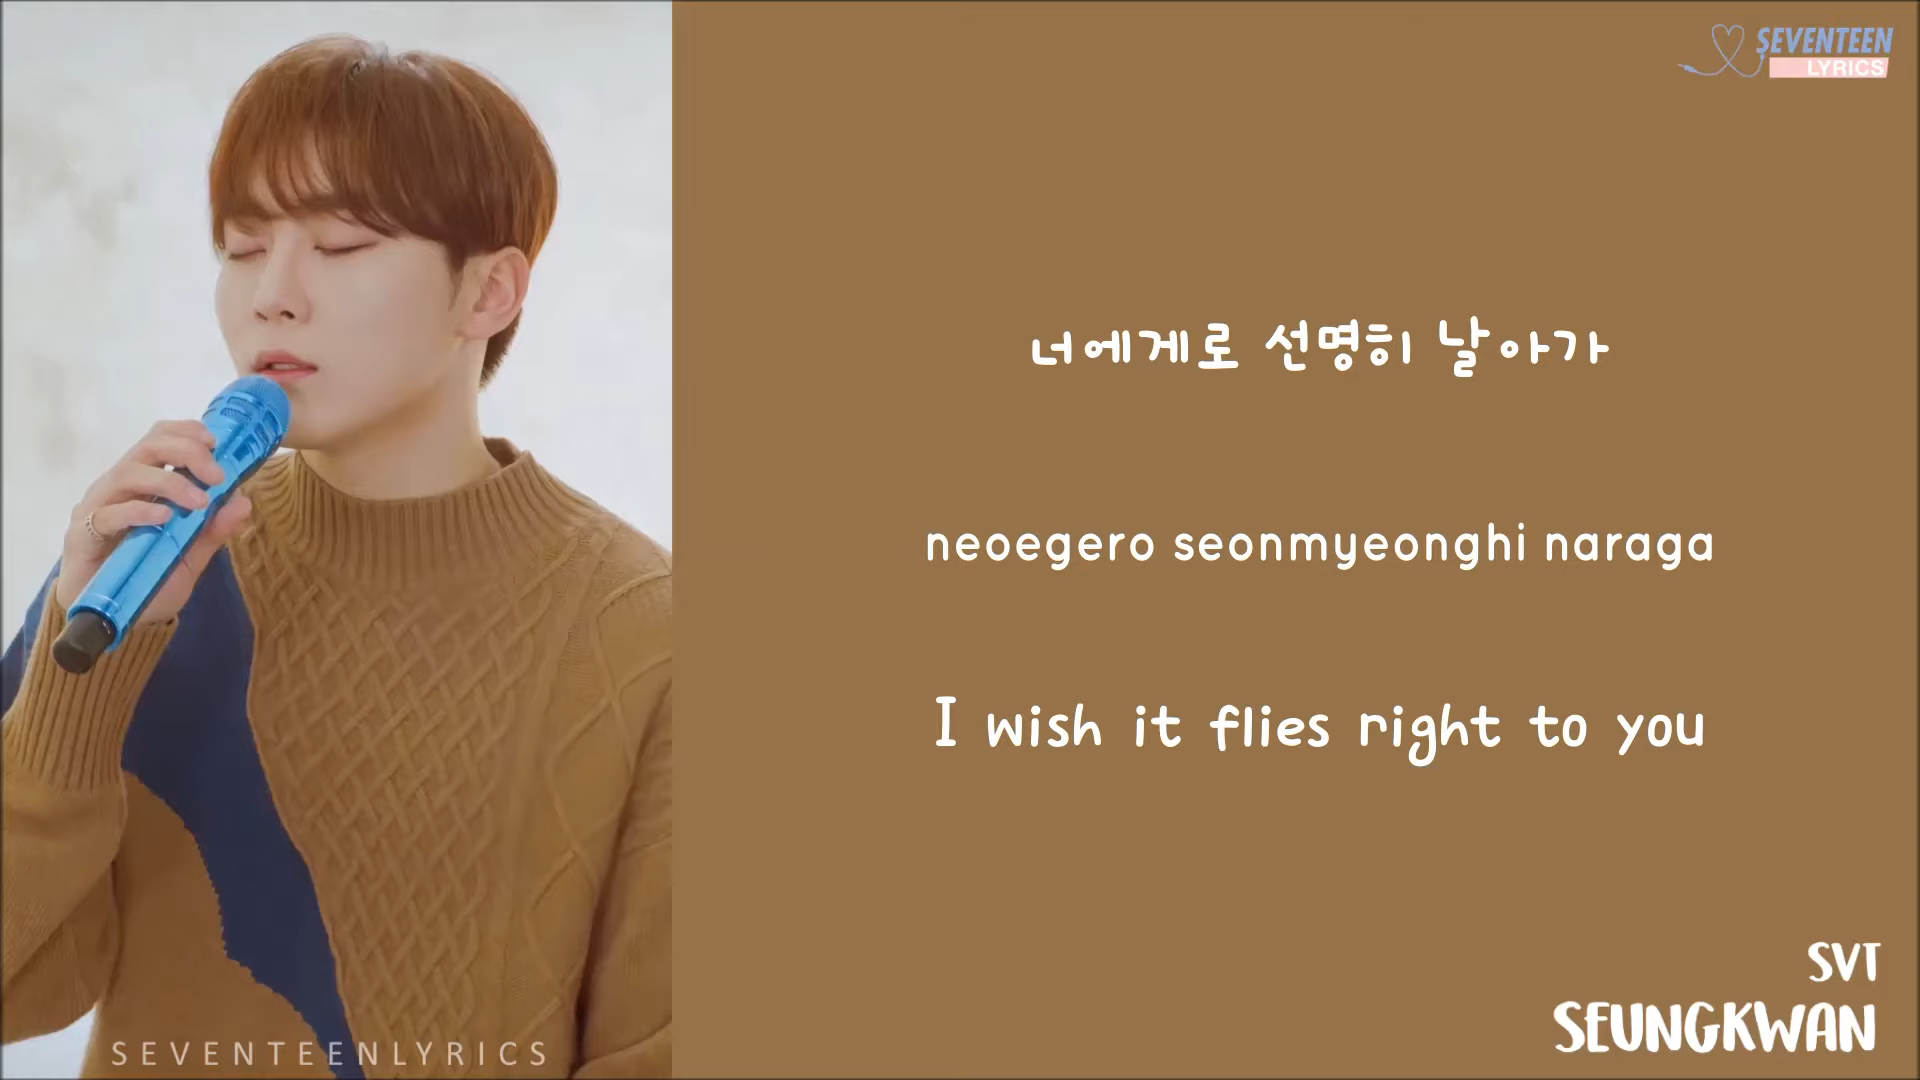 SEVENTEEN
LYRICS
너에게로 선명히 날아가
neoegero seonmyeonghi naraga
I wish it flies right to you
SVT
SEUNGKWAN
SEVENTEENLYRICS